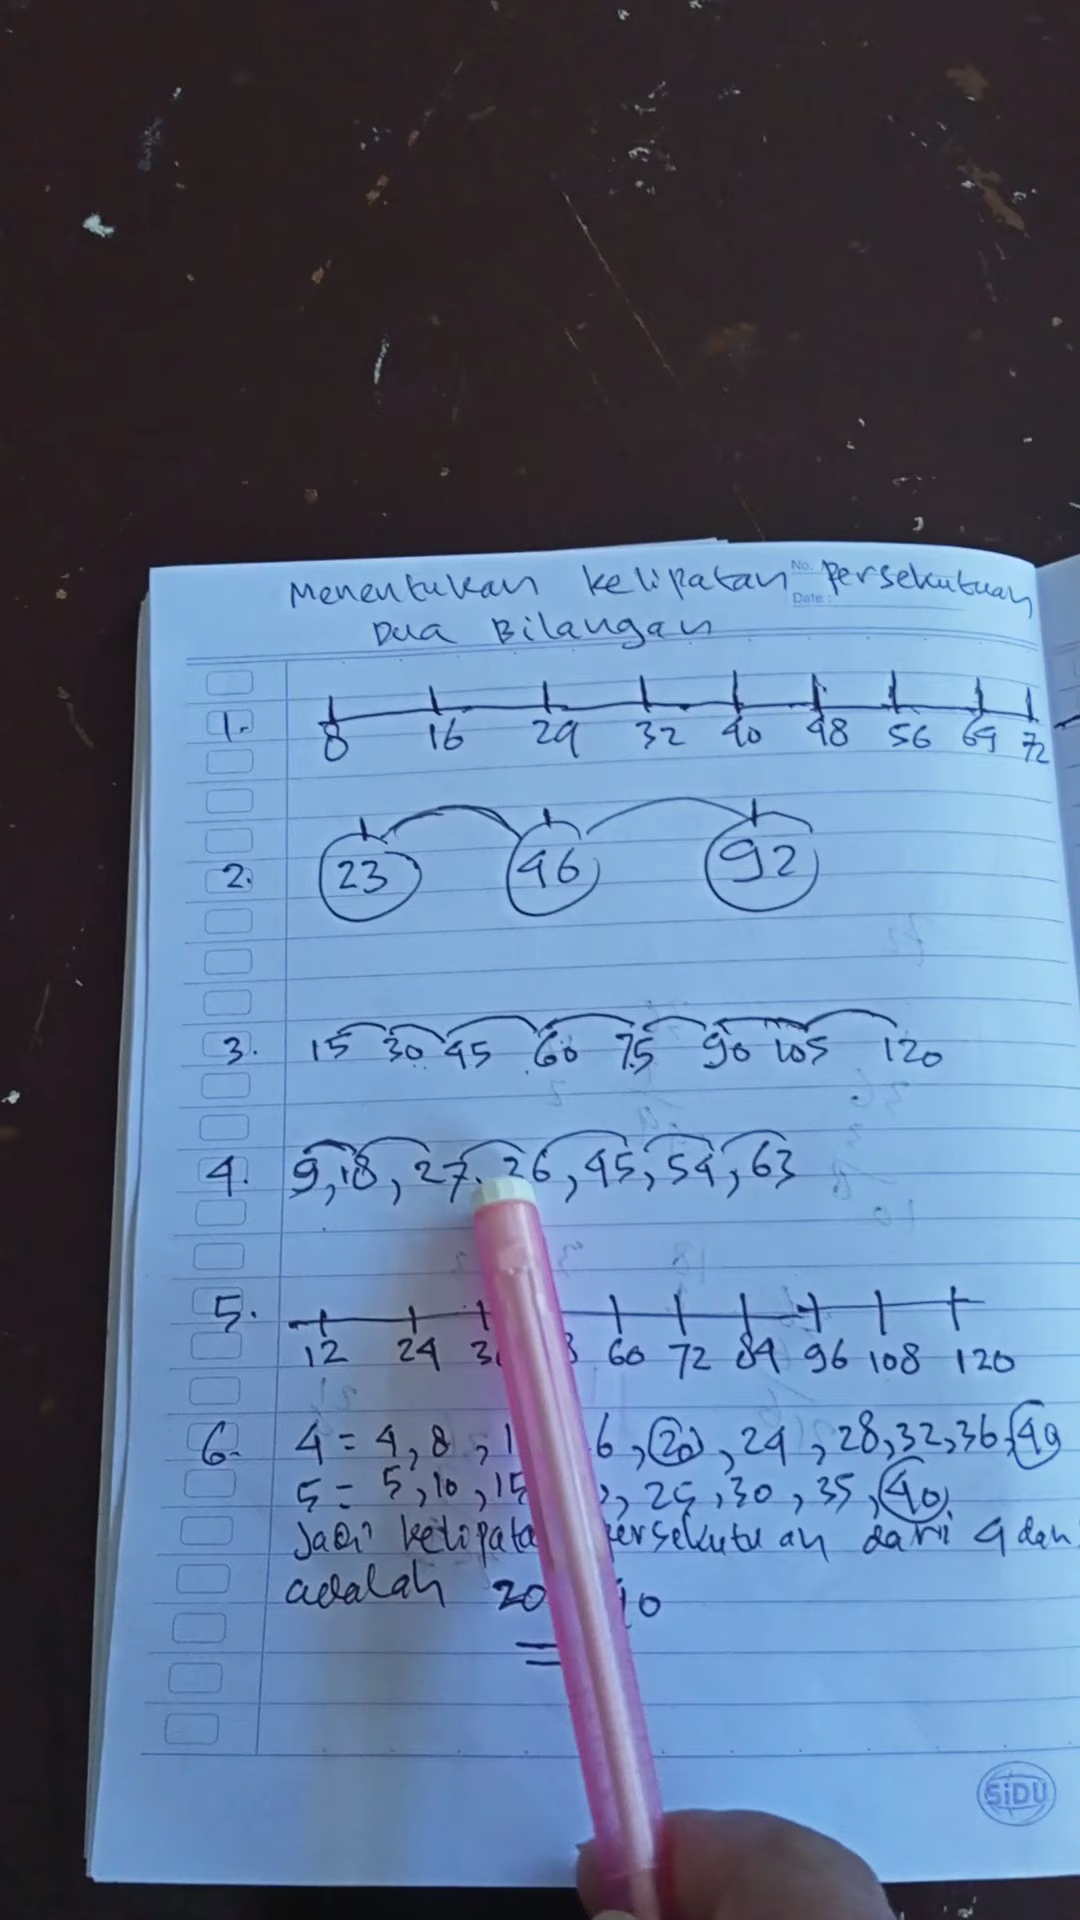 Menentukan Kelipatan Persekutuan
No.
Date:
Dua Bilangan
1. 8 16 24 32 40 48 56 64 72
2. 23 46 92
3. 15 30 45 60 75 90 105 120
4. 9, 18, 27, 26, 45, 54, 63
5. 12 24 60 72 84 96 108 120
6. 4 = 4, 8, , 20, 24, 28, 32, 36, 40
5 = 5, 10, 15 , 25, 30, 35, 40
Jadi dari 4 dan
adalah 20
SiDU